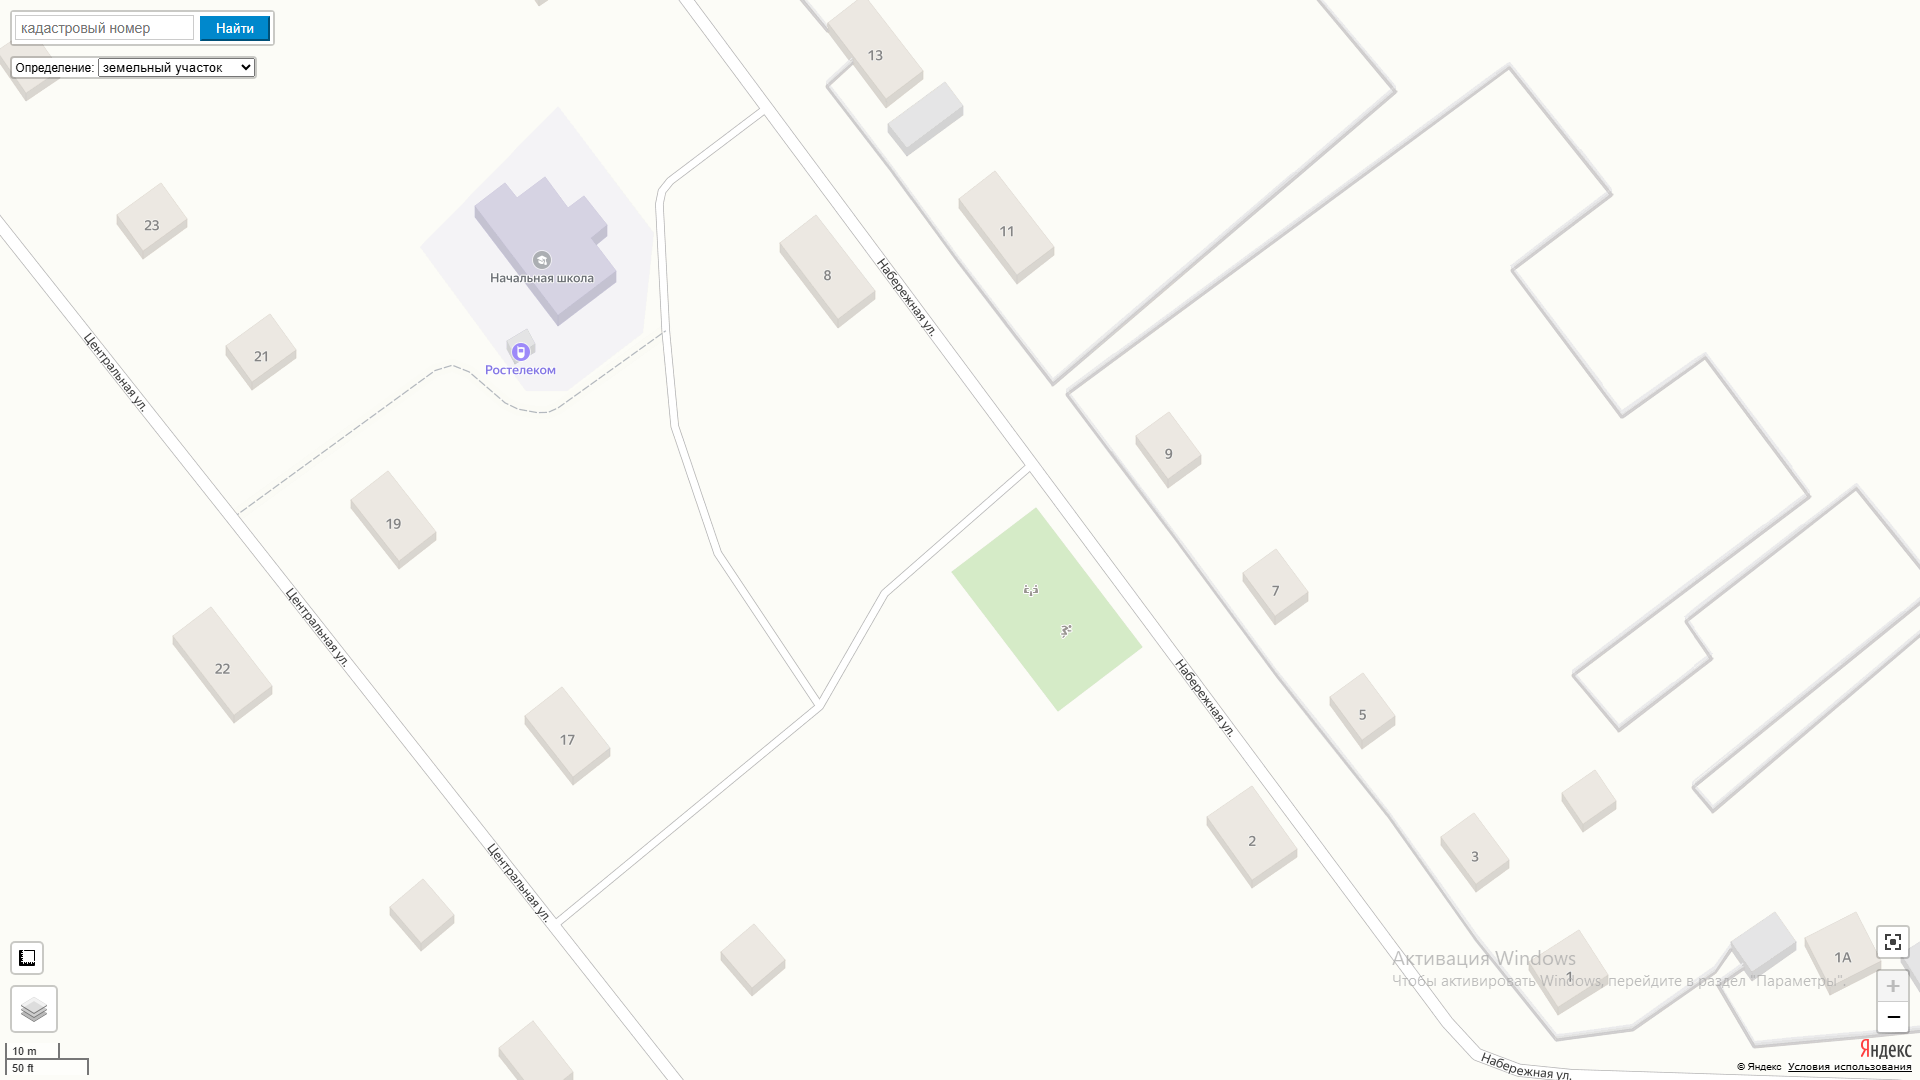 кадастровый номер
Найти
Определение:
земельный участок
13
23
11
8
Начальная школа
Набережная ул.
21
Ростелеком
Центральная ул.
9
19
7
Центральная ул.
22
Набережная ул.
5
17
2
3
Центральная ул.
Активация Windows
Чтобы активировать Windows, перейдите в раздел "Параметры".
1
1А
+
−
10 m
50 ft
Яндекс
© Яндекс Условия использования
Набережная ул.